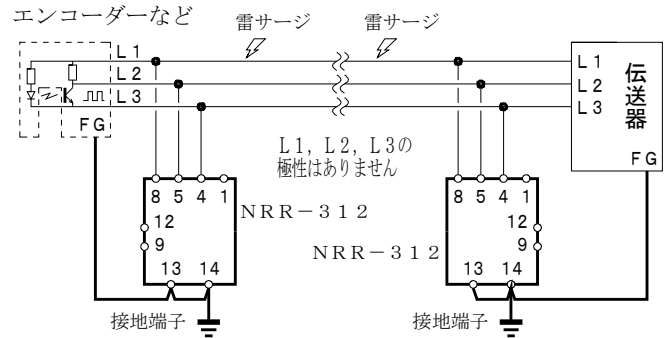 エンコーダーなど
雷サージ 雷サージ
L1 L1
L2 L2
L3 L3
伝送器
FG FG
L1, L2, L3の
極性はありません
8 5 4 1 8 5 4 1
NRR-312
12 12
9 9
NRR-312
13 14 13 14
接地端子 接地端子